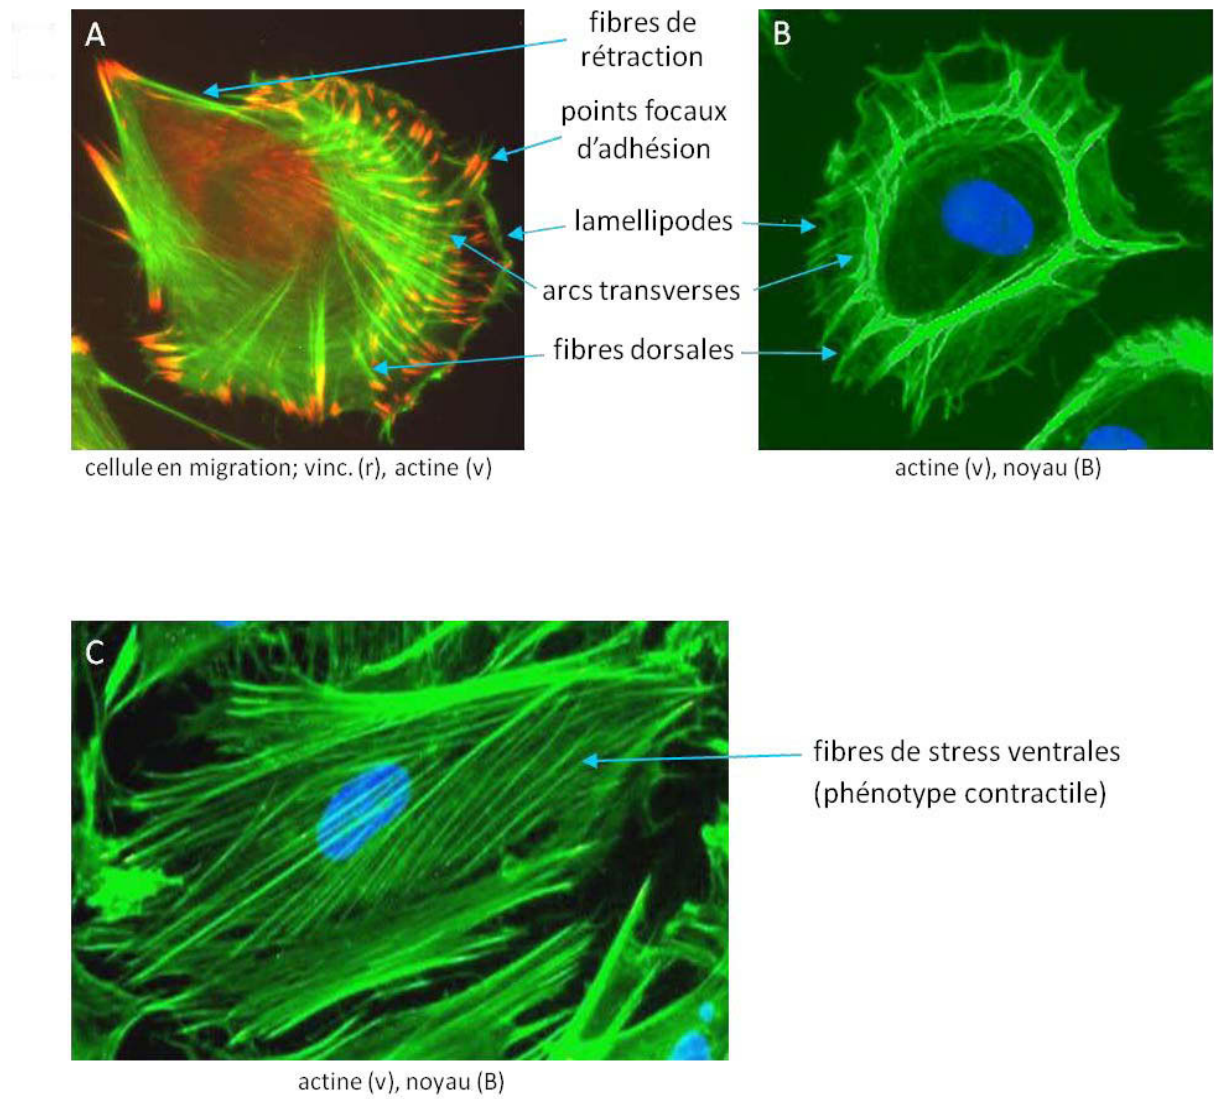 A
fibres de
rétraction
B
points focaux
d'adhésion
lamellipodes
arcs transverses
fibres dorsales
cellule en migration; vinc. (r), actine (v)
actine (v), noyau (B)
C
fibres de stress ventrales
(phénotype contractile)
actine (v), noyau (B)